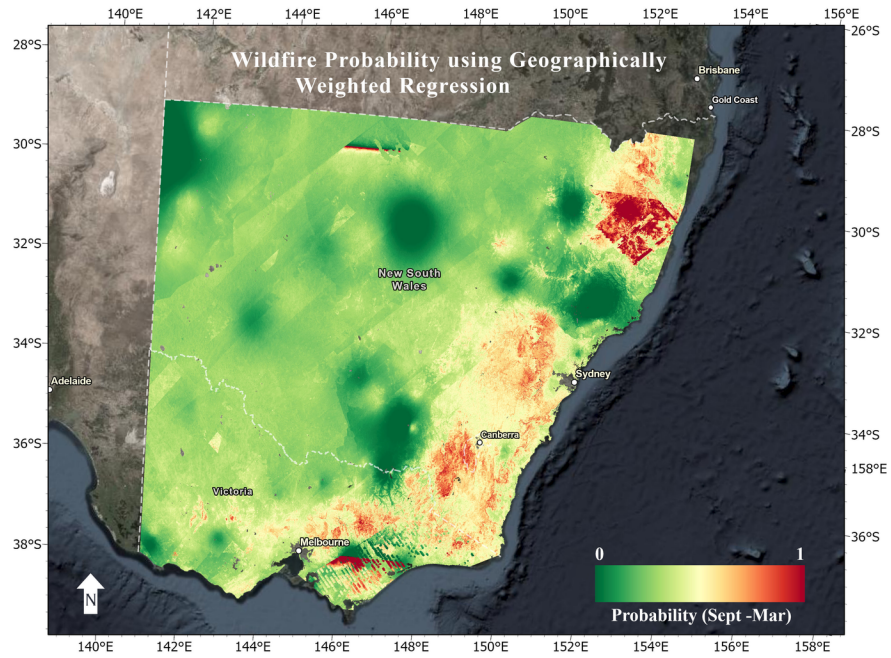 140°E 142°E 144°E 146°E 148°E 150°E 152°E 154°E 156°E
28°S
26°S
Wildfire Probability using Geographically
Weighted Regression
Brisbane
Gold Coast
30°S
28°S
32°S
30°S
New South
Wales
34°S
32°S
Adelaide
Sydney
36°S
Canberra
34°S
158°E
Victoria
38°S
Melbourne
36°S
0 1
N
Probability (Sept -Mar)
140°E 142°E 144°E 146°E 148°E 150°E 152°E 154°E 156°E 158°E